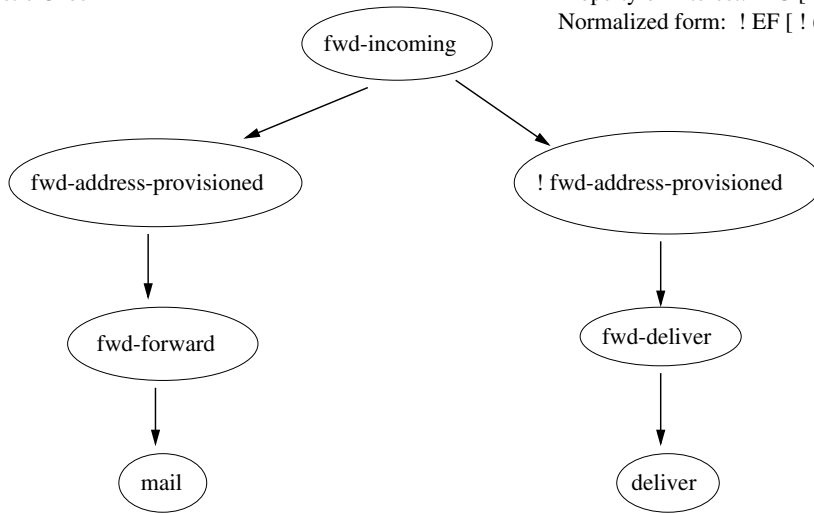 Normalized form: ! EF [ ! (
fwd-incoming
fwd-address-provisioned
! fwd-address-provisioned
fwd-forward
fwd-deliver
mail
deliver